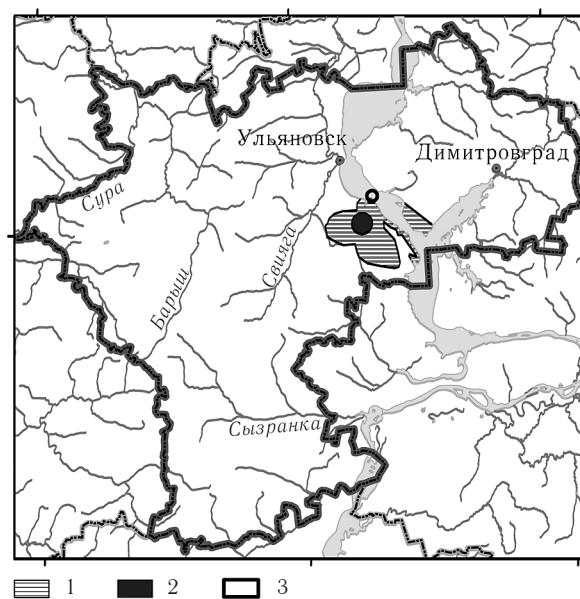 Ульяновск
Димитровград
Сура
Свияга
Барыш
Сызранка
1 2 3